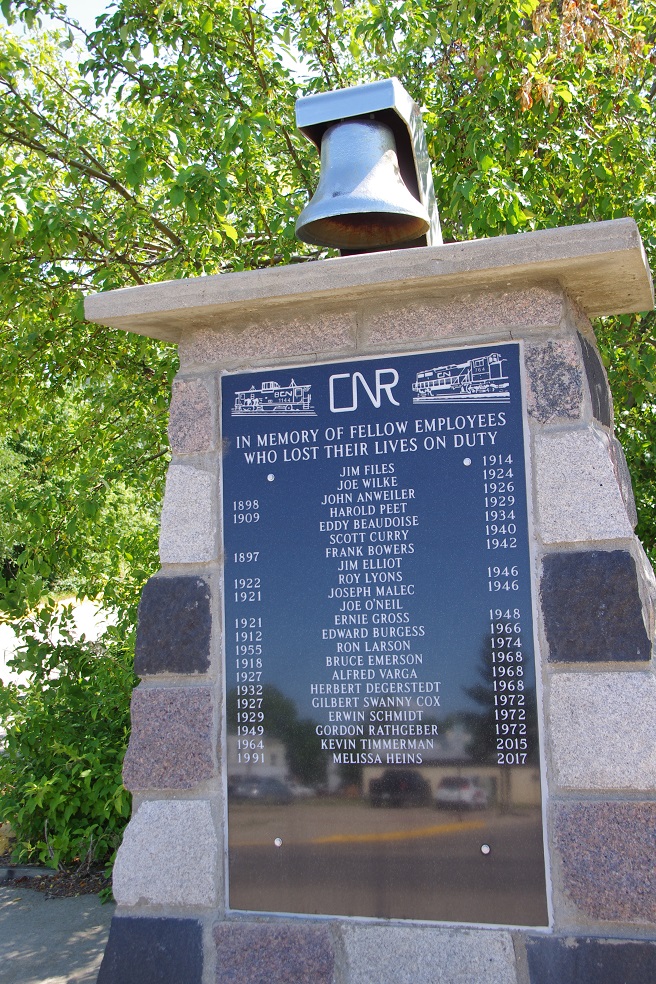 BCN
1144
CNR
CN
164
IN MEMORY OF FELLOW EMPLOYEES
WHO LOST THEIR LIVES ON DUTY
JIM FILES 1914
JOE WILKE 1924
1898 JOHN ANWEILER 1926
1909 HAROLD PEET 1929
EDDY BEAUDOISE 1934
SCOTT CURRY 1940
1897 FRANK BOWERS 1942
JIM ELLIOT
1922 ROY LYONS 1946
1921 JOSEPH MALEC 1946
JOE O'NEIL
1921 ERNIE GROSS 1948
1912 EDWARD BURGESS 1966
1955 RON LARSON 1974
1918 BRUCE EMERSON 1968
1927 ALFRED VARGA 1968
1932 HERBERT DEGERSTEDT 1968
1927 GILBERT SWANNY COX 1972
1929 ERWIN SCHMIDT 1972
1949 GORDON RATHGEBER 1972
1964 KEVIN TIMMERMAN 2015
1991 MELISSA HEINS 2017